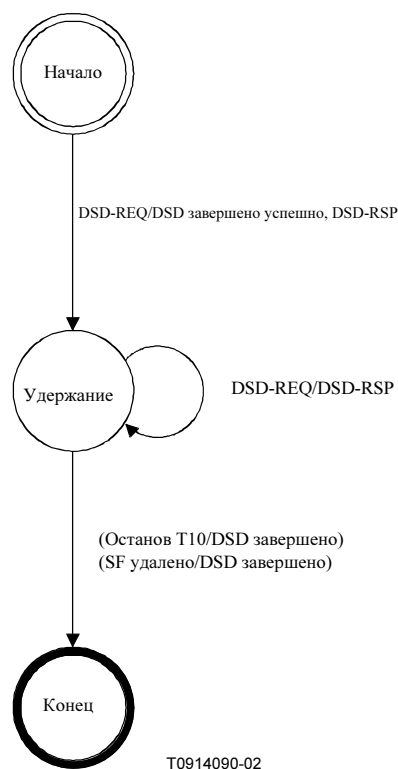 Начало
DSD-REQ/DSD завершено успешно, DSD-RSP
Удержание
DSD-REQ/DSD-RSP
(Останов T10/DSD завершено)
(SF удалено/DSD завершено)
Конец
T0914090-02